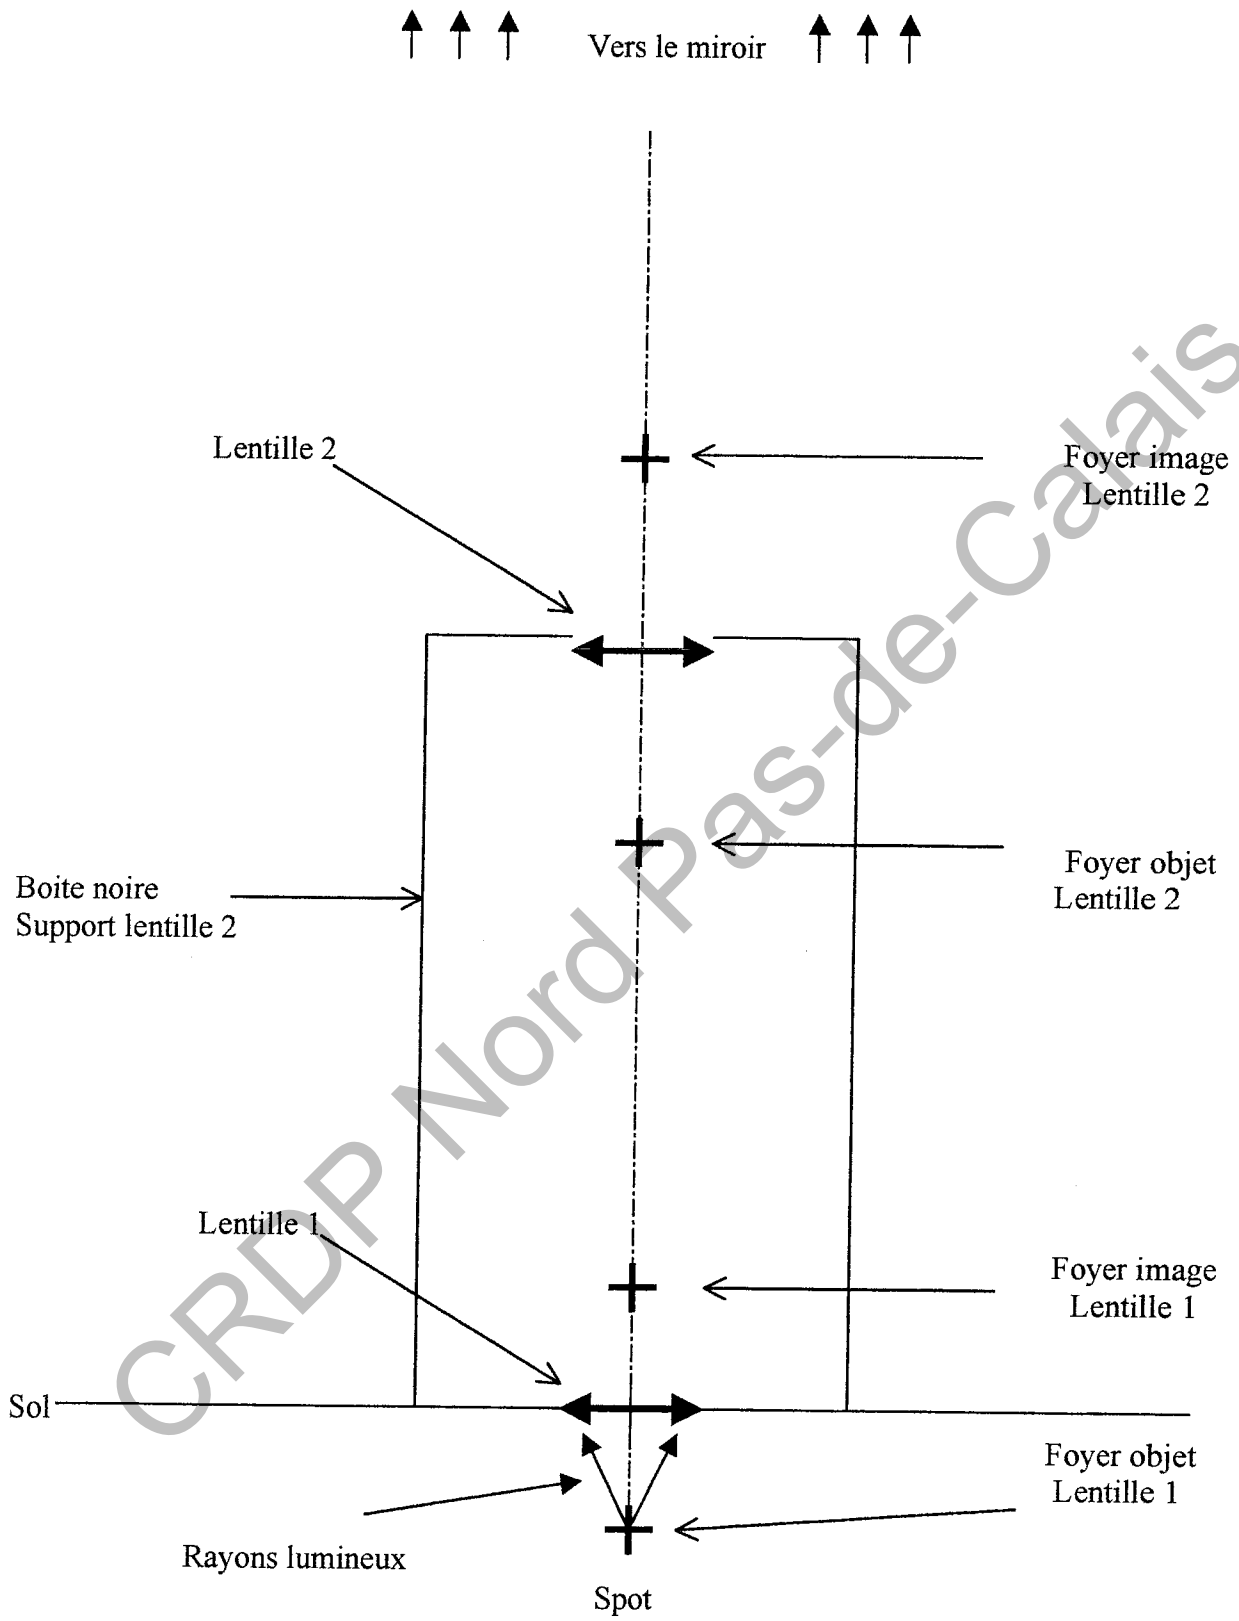 Vers le miroir
Lentille 2
Foyer image
Lentille 2
Foyer objet
Lentille 2
Boite noire
Support lentille 2
Lentille 1
Foyer image
Lentille 1
Sol
Foyer objet
Lentille 1
Rayons lumineux
Spot
CRDP Nord Pas-de-Calais